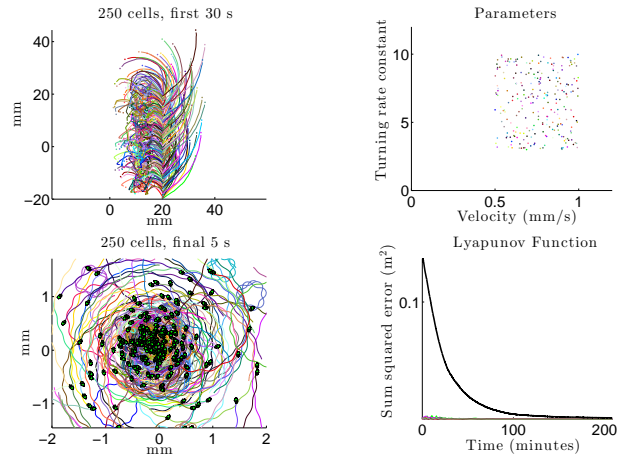 250 cells, first 30 s
mm
40
20
0
−20
0
20
40
mm
Parameters
Turning rate constant
15
10
5
0
0
0.5
1
Velocity (mm/s)
250 cells, final 5 s
mm
1
0
−1
−2
−1
0
1
2
mm
Lyapunov Function
Sum squared error (m²)
0.1
0
100
200
Time (minutes)